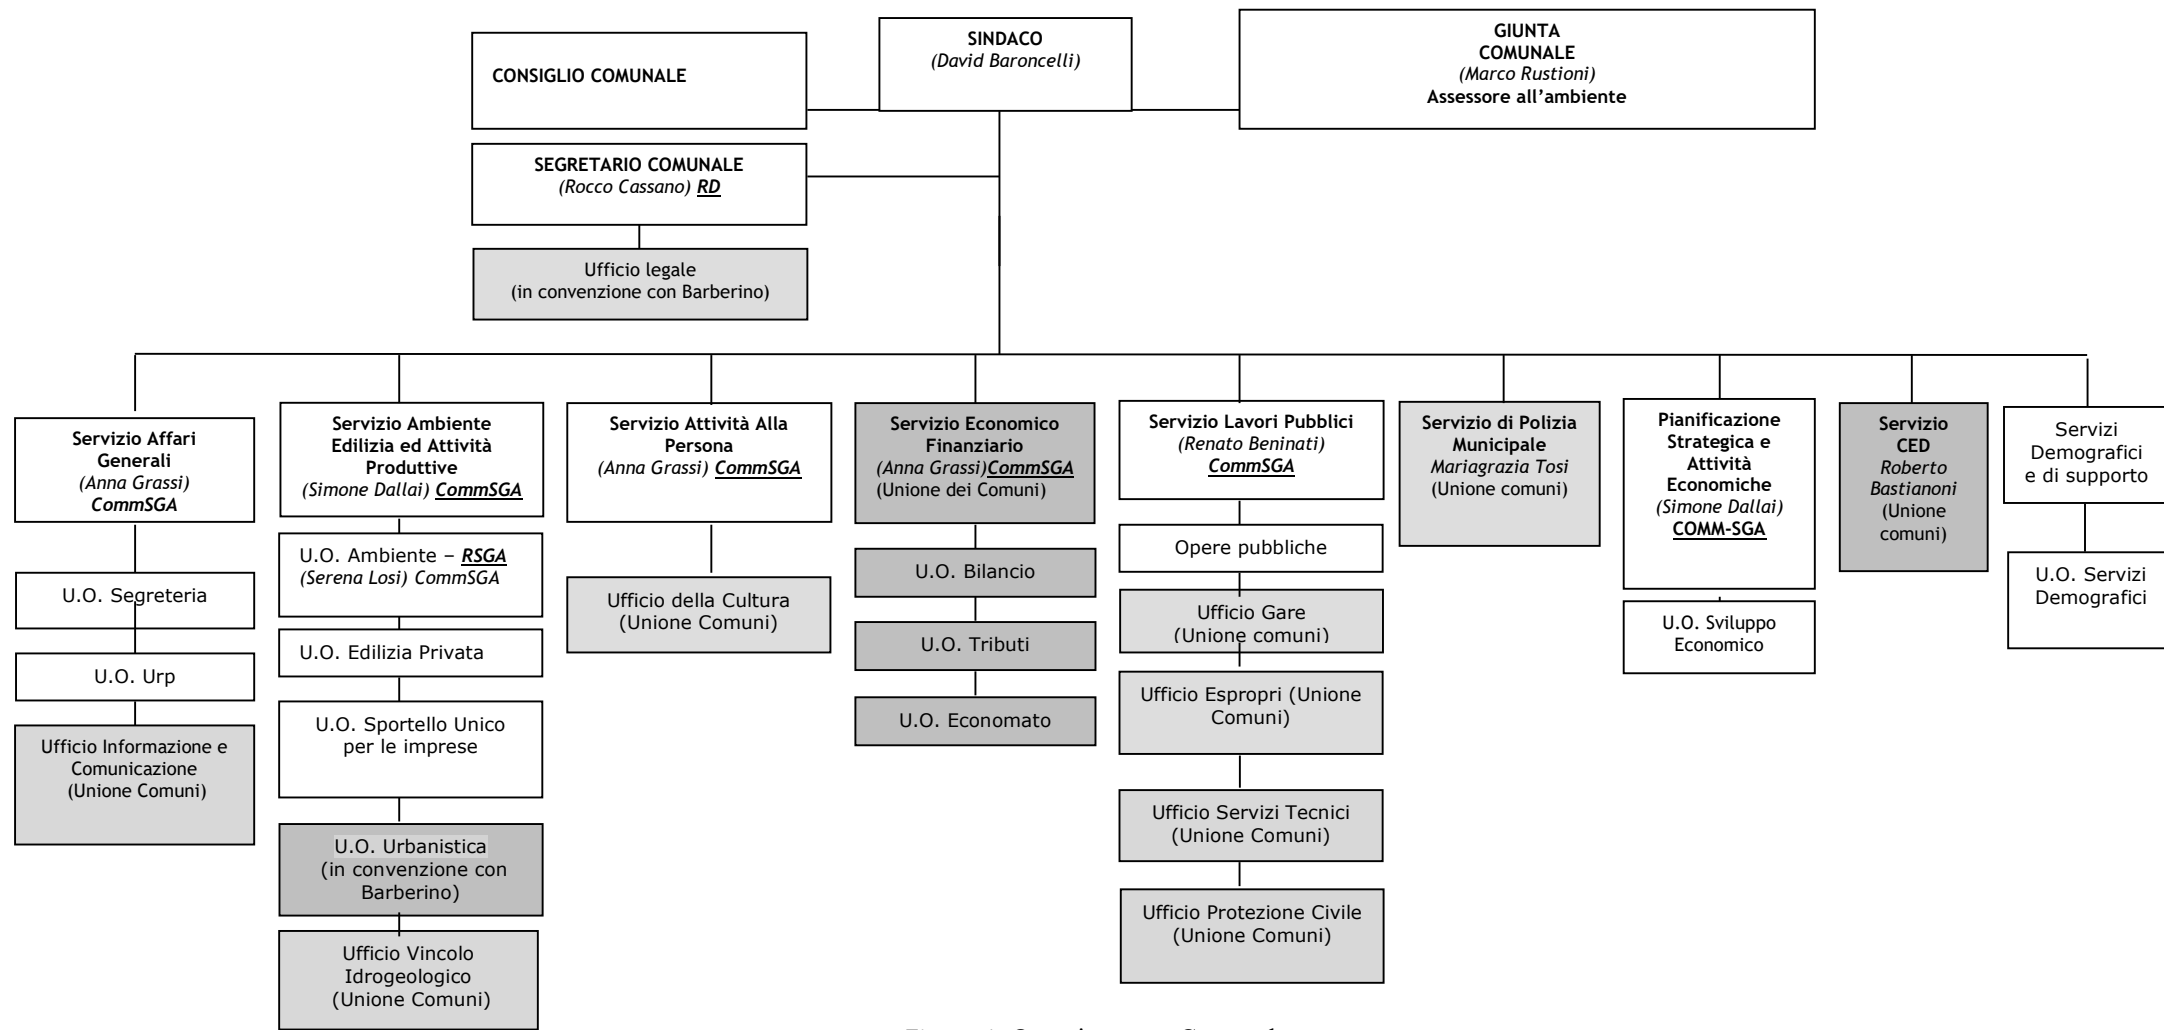 CONSIGLIO COMUNALE
SINDACO
(David Baroncelli)
GIUNTA
COMUNALE
(Marco Rustioni)
Assessore all’ambiente
SEGRETARIO COMUNALE
(Rocco Cassano) RD
Ufficio legale
(in convenzione con Barberino)
Servizio Affari
Generali
(Anna Grassi)
CommSGA
U.O. Segreteria
U.O. Urp
Ufficio Informazione e
Comunicazione
(Unione Comuni)
Servizio Ambiente
Edilizia ed Attività
Produttive
(Simone Dallai) CommSGA
U.O. Ambiente – RSGA
(Serena Losi) CommSGA
U.O. Edilizia Privata
U.O. Sportello Unico
per le imprese
U.O. Urbanistica
(in convenzione con
Barberino)
Ufficio Vincolo
Idrogeologico
(Unione Comuni)
Servizio Attività Alla
Persona
(Anna Grassi) CommSGA
Ufficio della Cultura
(Unione Comuni)
Servizio Economico
Finanziario
(Anna Grassi)CommSGA
(Unione dei Comuni)
U.O. Bilancio
U.O. Tributi
U.O. Economato
Servizio Lavori Pubblici
(Renato Beninati)
CommSGA
Opere pubbliche
Ufficio Gare
(Unione comuni)
Ufficio Espropri (Unione
Comuni)
Ufficio Servizi Tecnici
(Unione Comuni)
Ufficio Protezione Civile
(Unione Comuni)
Servizio di Polizia
Municipale
Mariagrazia Tosi
(Unione comuni)
Pianificazione
Strategica e
Attività
Economiche
(Simone Dallai)
COMM-SGA
U.O. Sviluppo
Economico
Servizio
CED
Roberto
Bastianoni
(Unione
comuni)
Servizi
Demografici
e di supporto
U.O. Servizi
Demografici